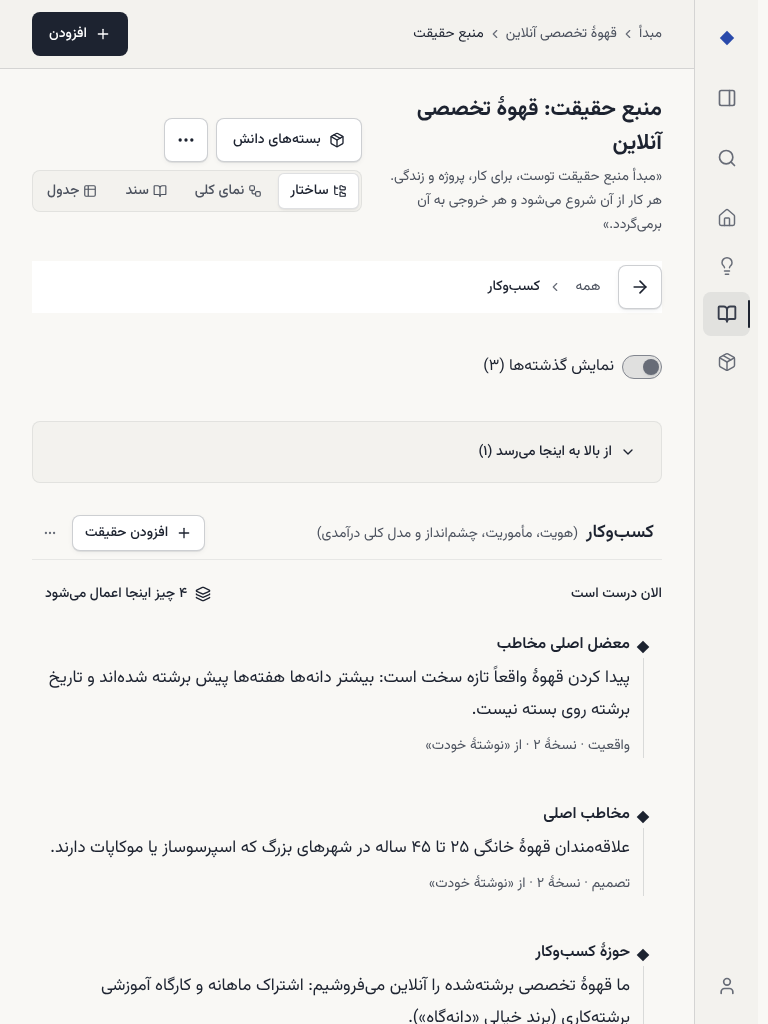 مبدأ › قهوهٔ تخصصی آنلاین › منبع حقیقت
افزودن
منبع حقیقت: قهوهٔ تخصصی
آنلاین
«مبدأ منبع حقیقت توست، برای کار، پروژه و زندگی.
هر کار از آن شروع می‌شود و هر خروجی به آن
برمی‌گردد.»
بسته‌های دانش
ساختار
نمای کلی
سند
جدول
همه › کسب‌وکار
نمایش گذشته‌ها (۳)
از بالا به اینجا می‌رسد (۱)
کسب‌وکار (هویت، مأموریت، چشم‌انداز و مدل کلی درآمدی)
افزودن حقیقت
الان درست است
۴ چیز اینجا اعمال می‌شود
معضل اصلی مخاطب
پیدا کردن قهوهٔ واقعاً تازه سخت است: بیشتر دانه‌ها هفته‌ها پیش برشته شده‌اند و تاریخ
برشته روی بسته نیست.
واقعیت · نسخهٔ ۲ · از «نوشتهٔ خودت»
مخاطب اصلی
علاقه‌مندان قهوهٔ خانگی ۲۵ تا ۴۵ ساله در شهرهای بزرگ که اسپرسوساز یا موکاپات دارند.
تصمیم · نسخهٔ ۲ · از «نوشتهٔ خودت»
حوزهٔ کسب‌وکار
ما قهوهٔ تخصصی برشته‌شده را آنلاین می‌فروشیم: اشتراک ماهانه و کارگاه آموزشی
برشته‌کاری (برند خیالی «دانه‌گاه»).